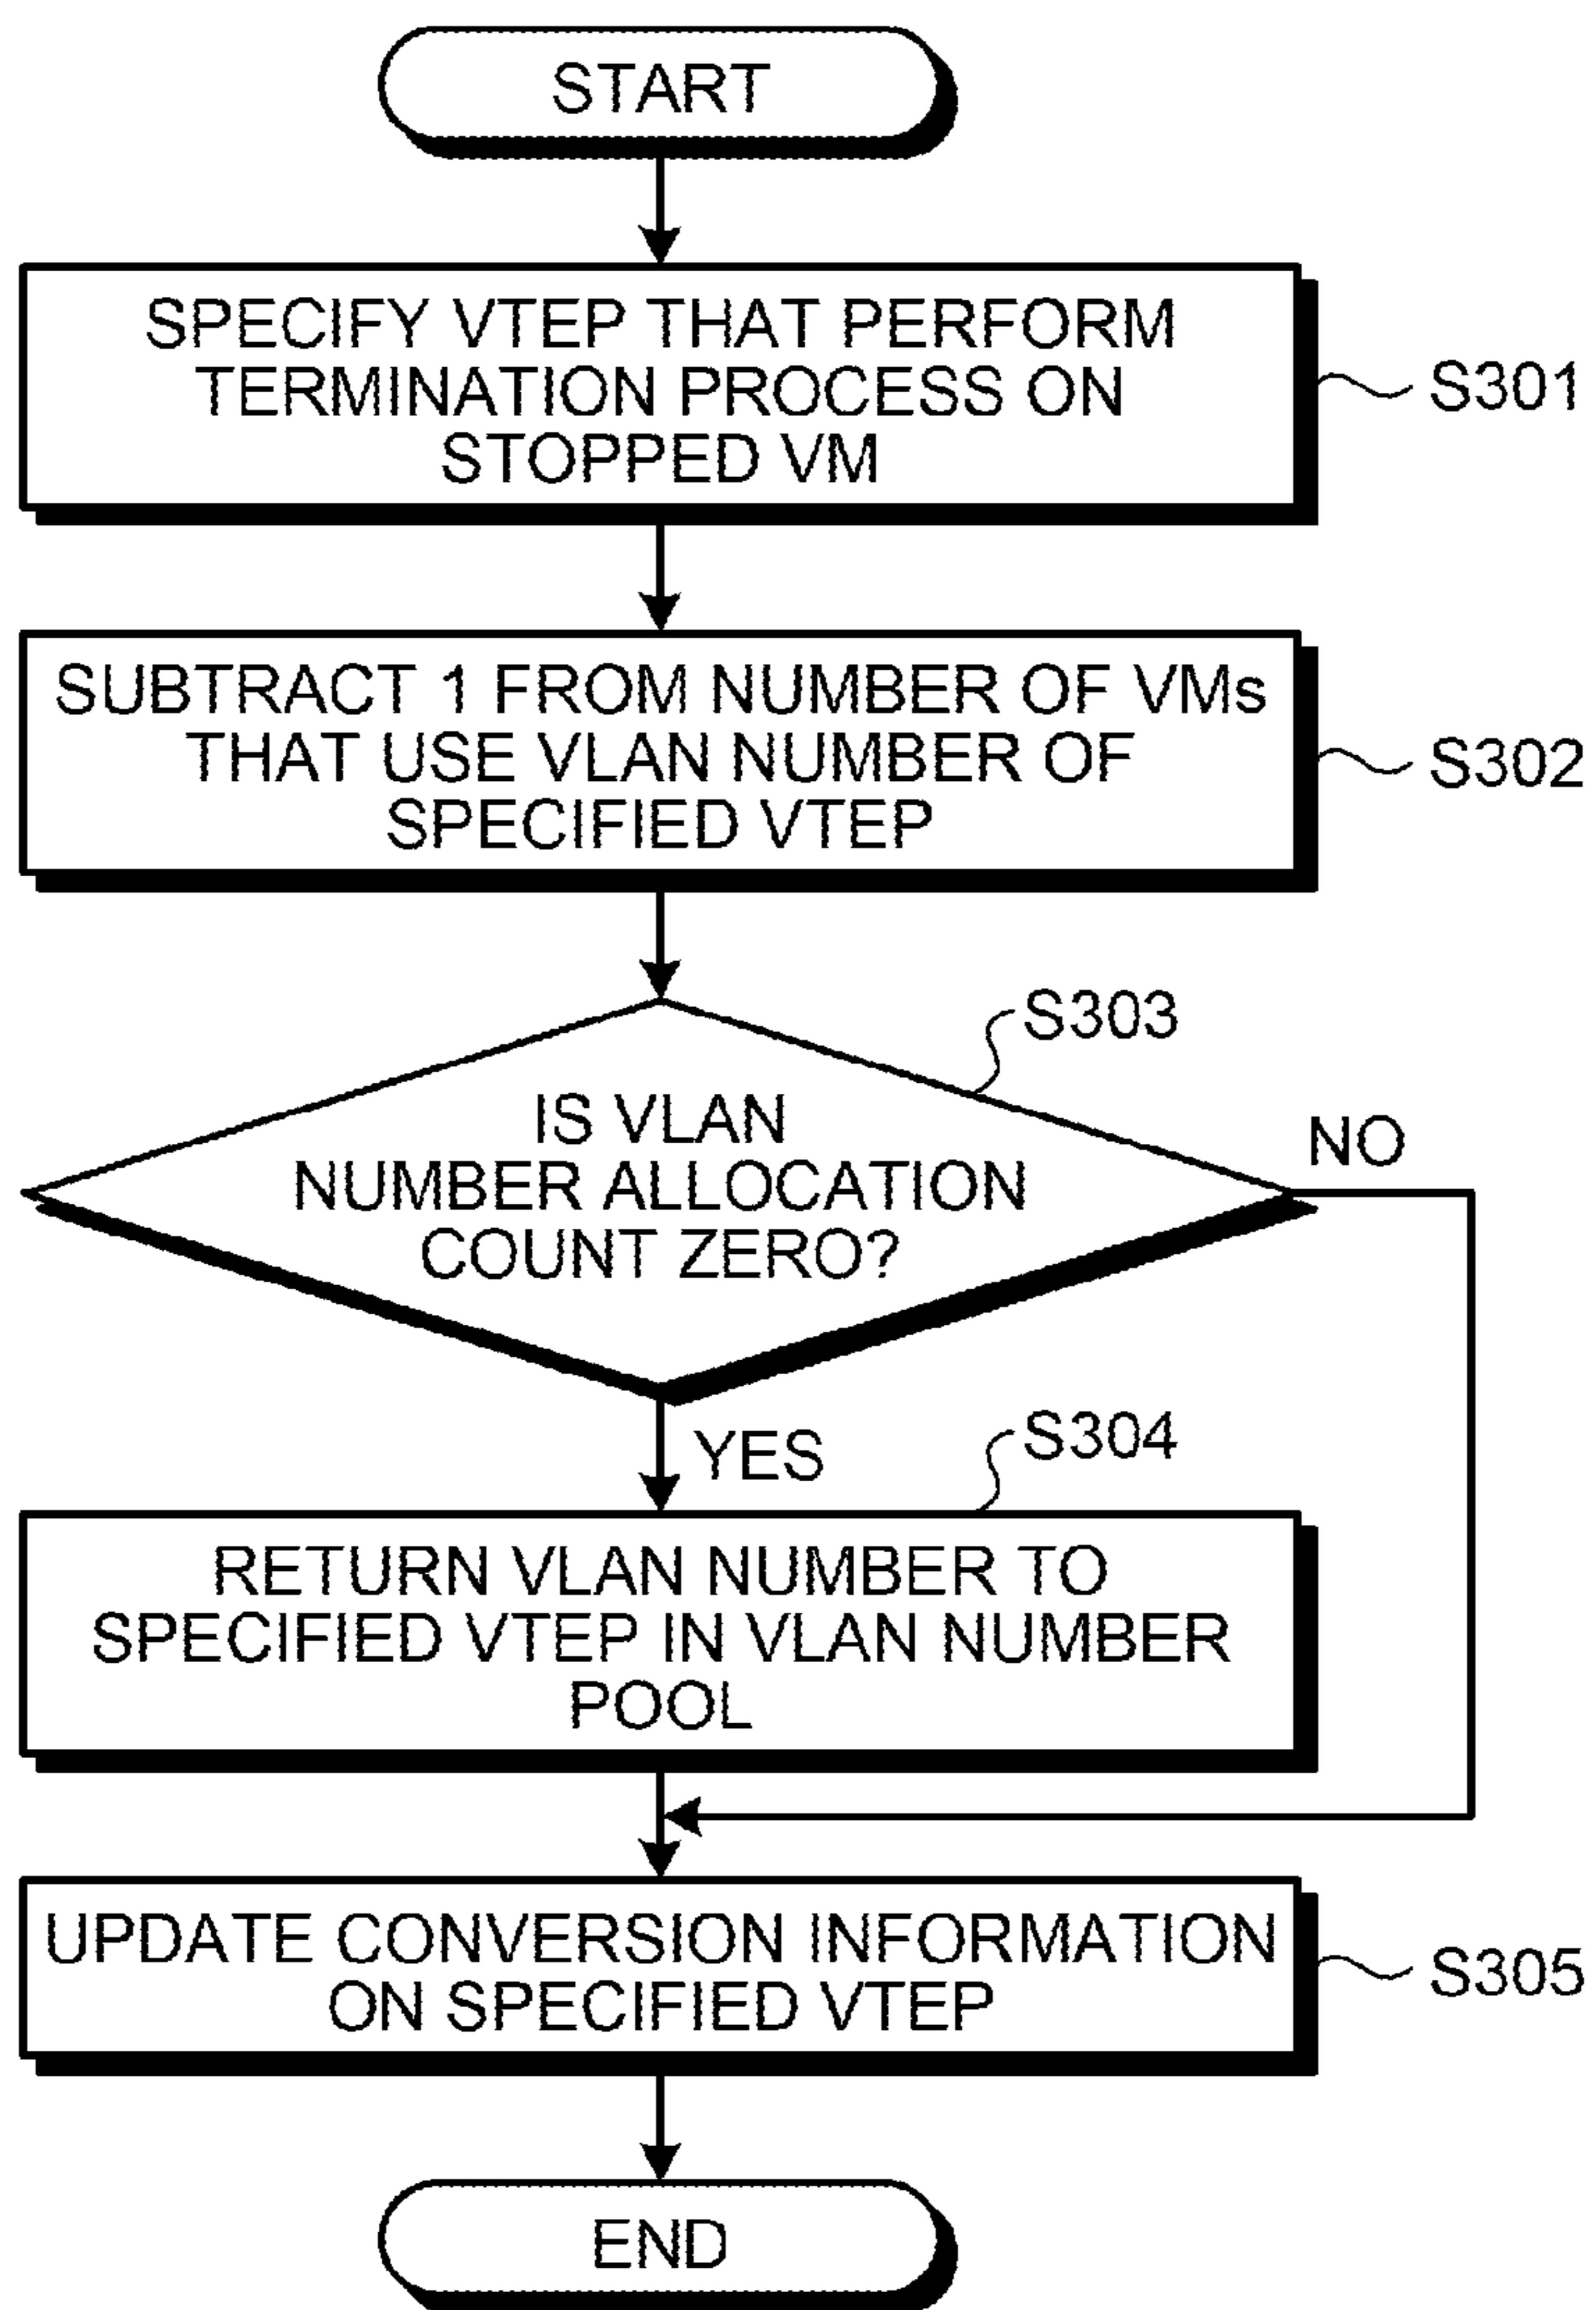 START
SPECIFY VTEP THAT PERFORM
TERMINATION PROCESS ON
STOPPED VM
S301
SUBTRACT 1 FROM NUMBER OF VMs
THAT USE VLAN NUMBER OF
SPECIFIED VTEP
S302
S303
IS VLAN
NUMBER ALLOCATION
COUNT ZERO?
NO
YES
S304
RETURN VLAN NUMBER TO
SPECIFIED VTEP IN VLAN NUMBER
POOL
UPDATE CONVERSION INFORMATION
ON SPECIFIED VTEP
S305
END